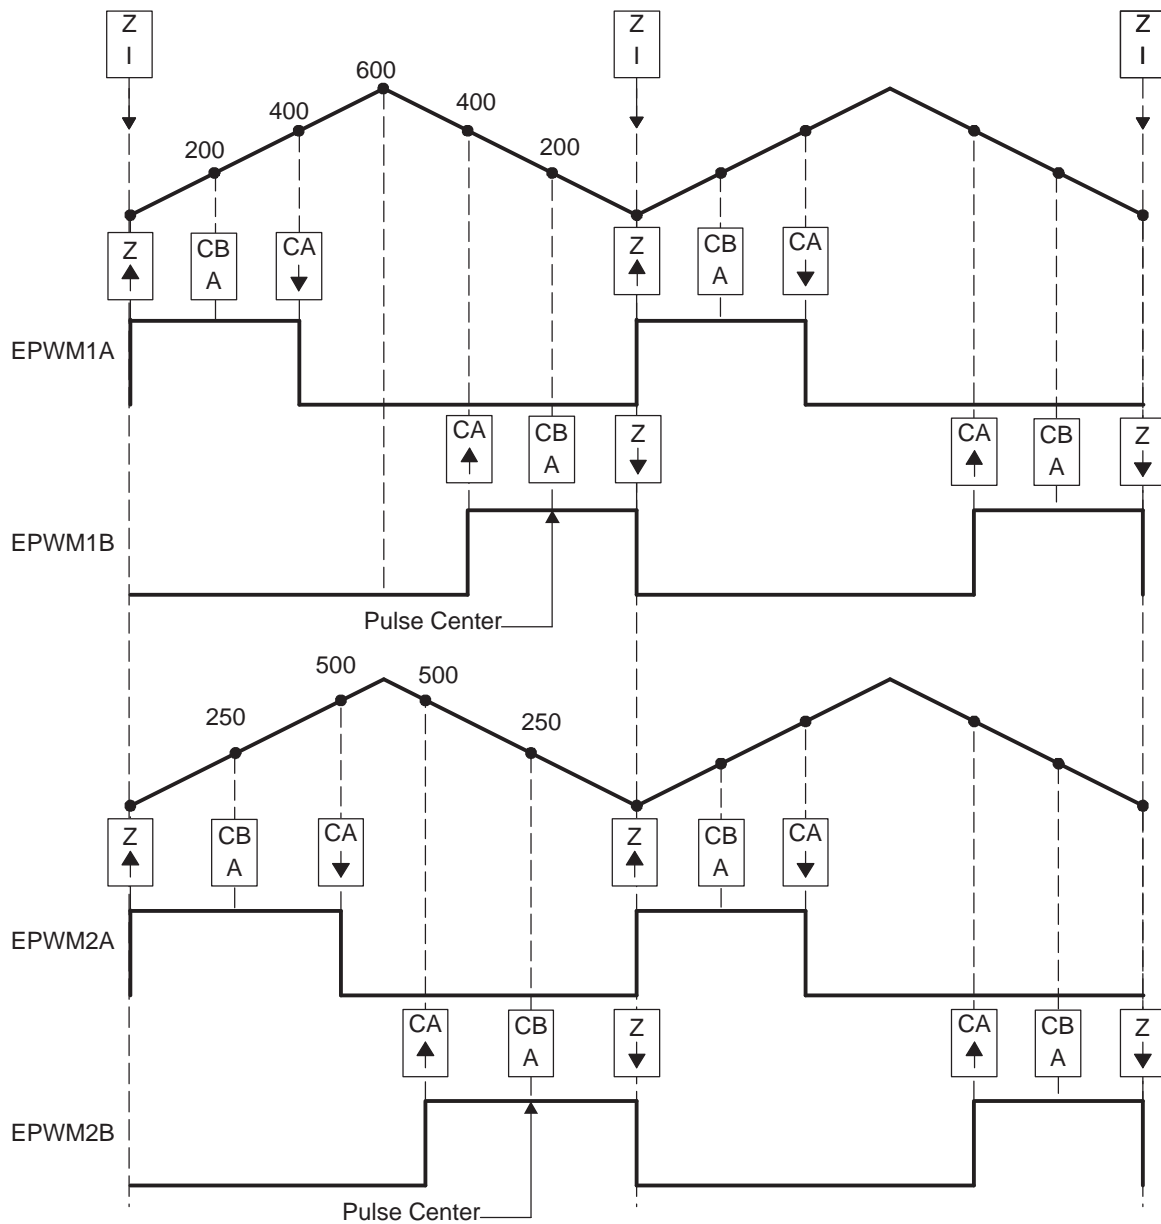 Z Z Z
I I I
600
400 400
200 200
Z CB CA Z CB CA
A A
EPWM1A
CA CB Z CA CB Z
A A
EPWM1B
Pulse Center
500 500
250 250
Z CB CA Z CB CA
A A
EPWM2A
CA CB Z CA CB Z
A A
EPWM2B
Pulse Center